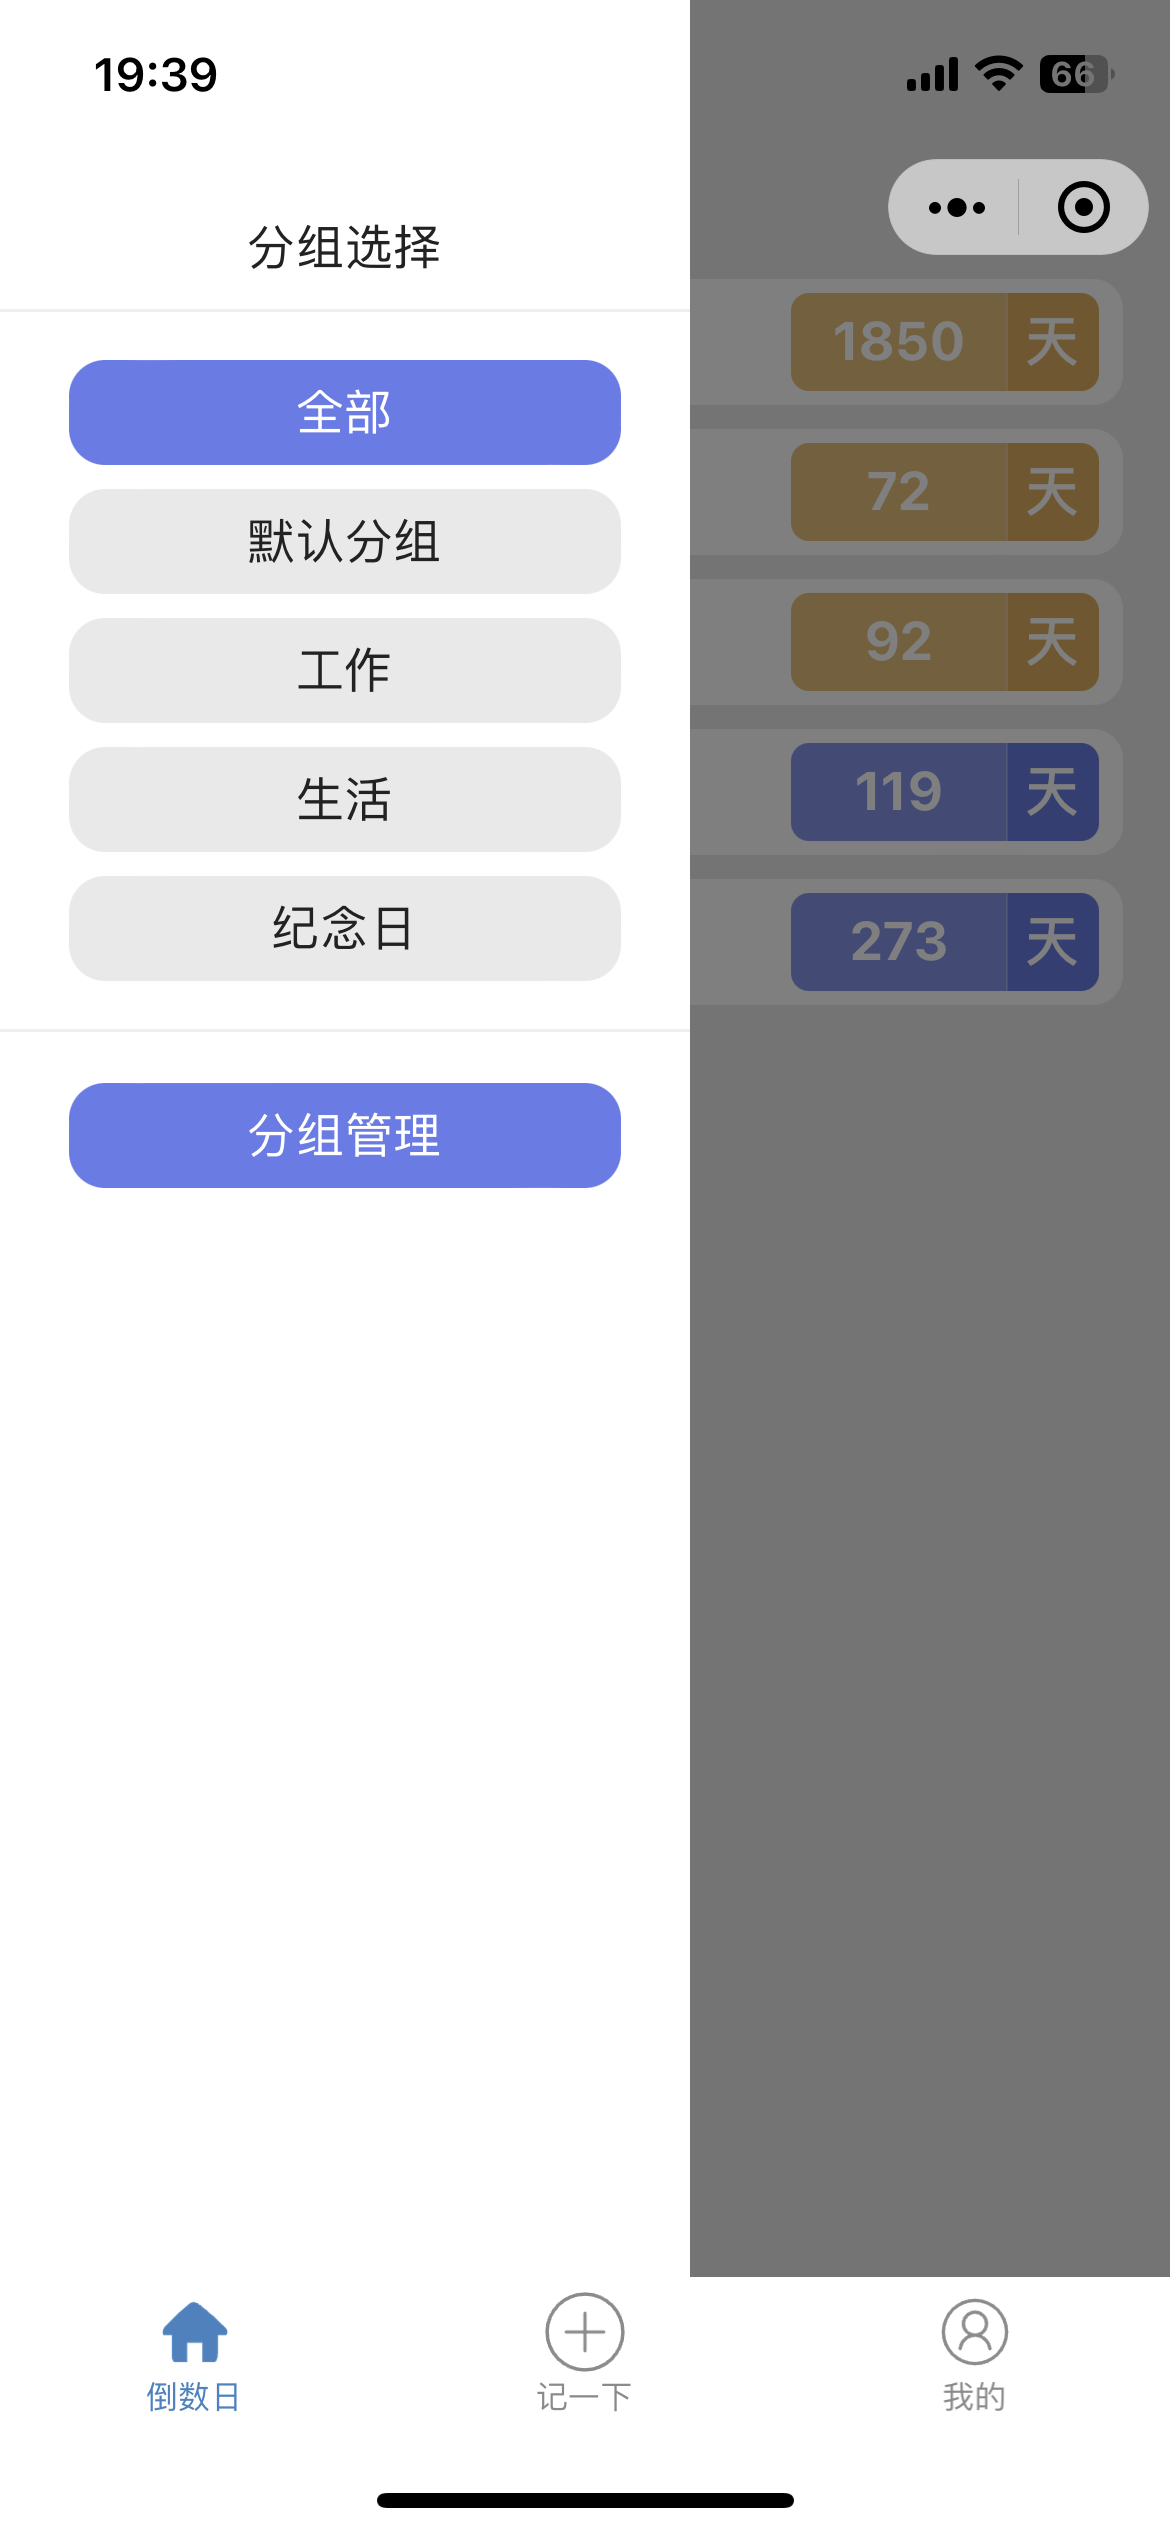 19:39
66
分组选择
全部
默认分组
工作
生活
纪念日
分组管理
1850 天
72 天
92 天
119 天
273 天
倒数日
记一下
我的